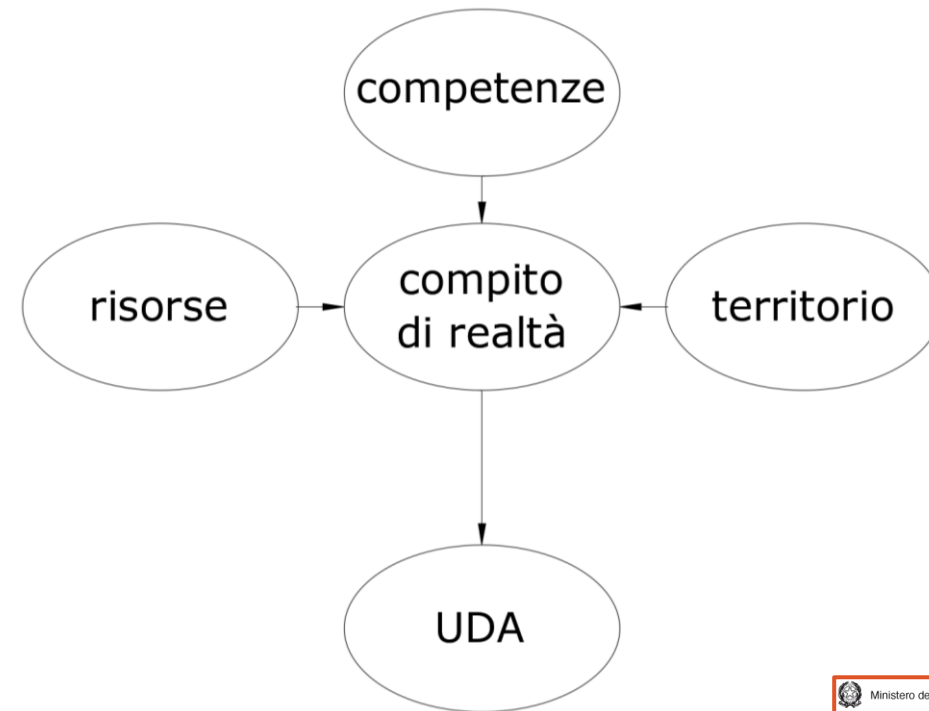 competenze
risorse
compito
di realtà
territorio
UDA
Ministero de